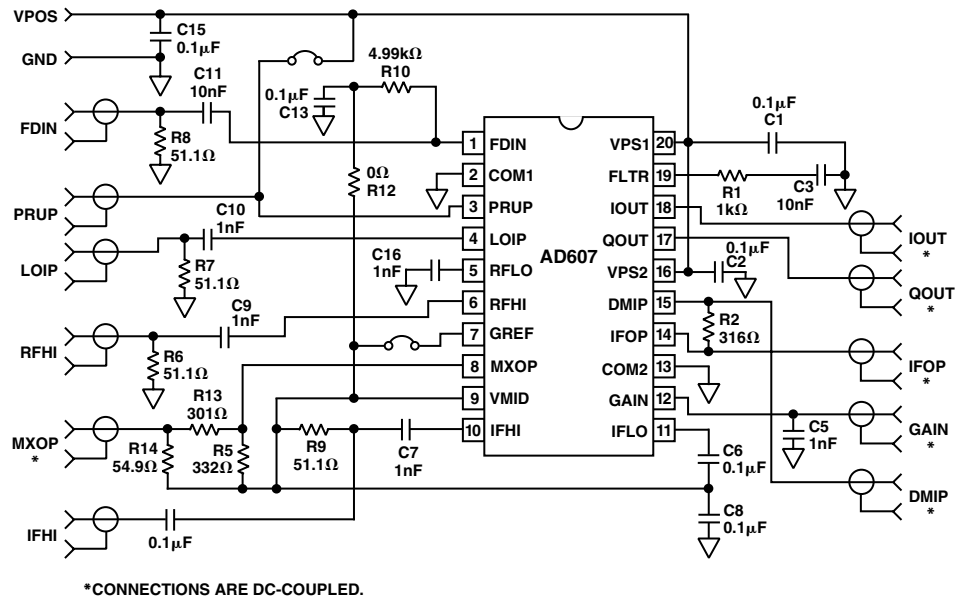 VPOS
C15
0.1µF
GND
4.99kΩ
R10
C11
10nF
0.1µF
C13
FDIN
R8
51.1Ω
0Ω
R12
PRUP
C10
1nF
LOIP
R7
51.1Ω
C16
1nF
C9
1nF
RFHI
R6
51.1Ω
R13
301Ω
MXOP
*
R14
54.9Ω
R5
332Ω
R9
51.1Ω
C7
1nF
IFHI
0.1µF
1 FDIN
2 COM1
3 PRUP
4 LOIP
5 RFLO
6 RFHI
7 GREF
8 MXOP
9 VMID
10 IFHI
AD607
VPS1 20
FLTR 19
IOUT 18
QOUT 17
VPS2 16
DMIP 15
IFOP 14
COM2 13
GAIN 12
IFLO 11
0.1µF
C1
R1
1kΩ
C3
10nF
0.1µF
C2
IOUT
*
QOUT
*
R2
316Ω
IFOP
*
C5
1nF
GAIN
*
C6
0.1µF
DMIP
*
C8
0.1µF
*CONNECTIONS ARE DC-COUPLED.